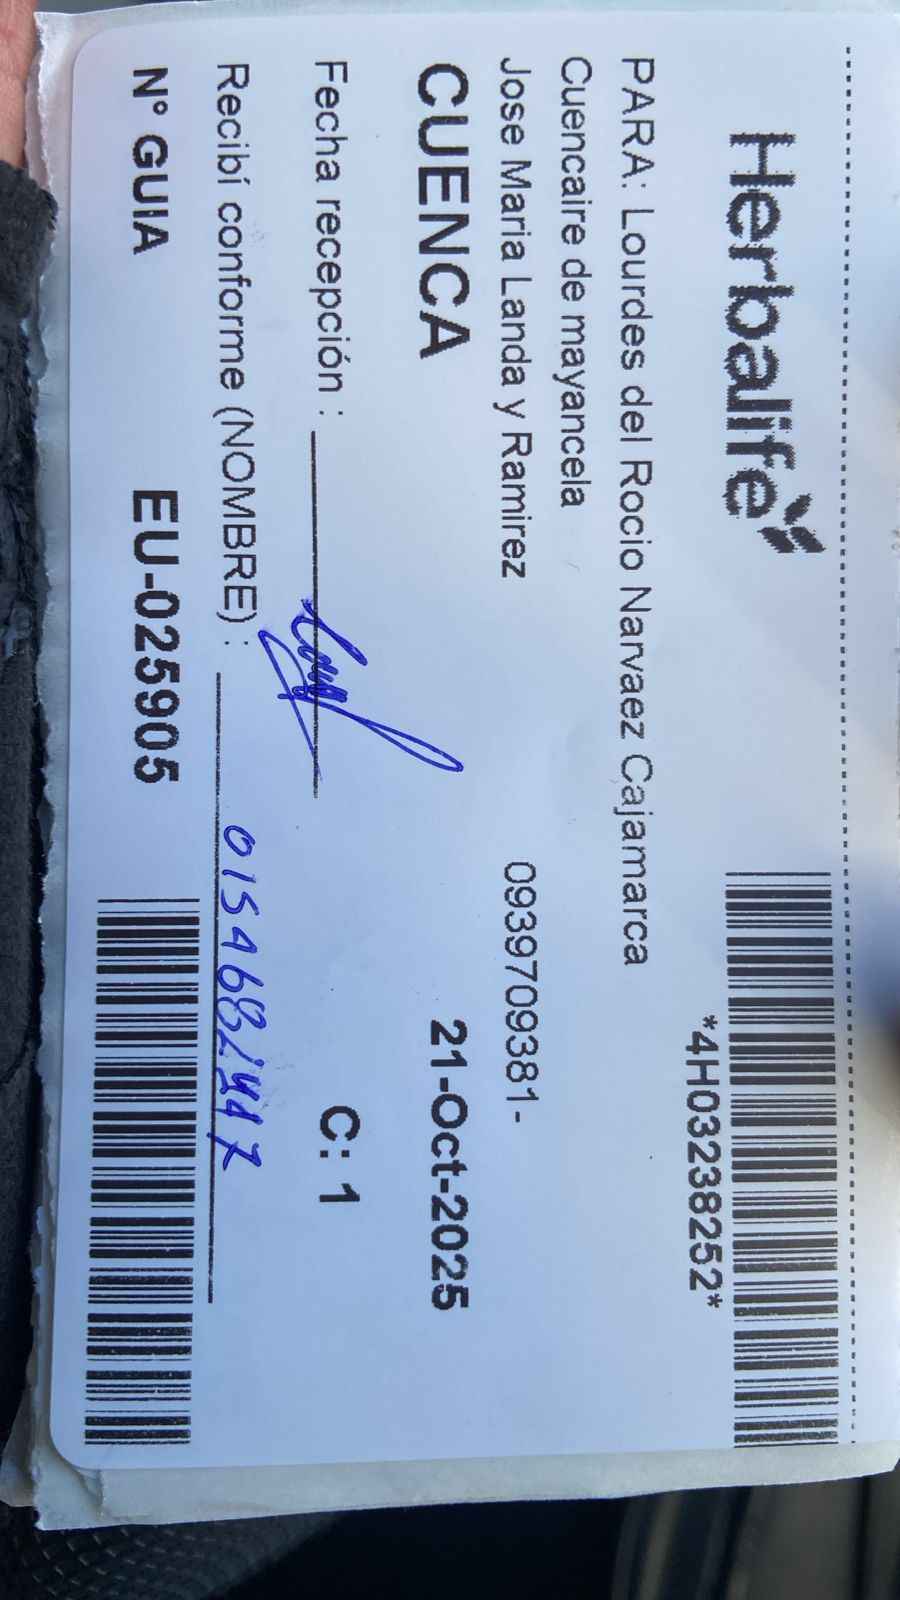 Herbalife
*4H03238252*
PARA: Lourdes del Rocio Narvaez Cajamarca
Cuencaire de mayancela
Jose Maria Landa y Ramirez 0939709381-
CUENCA 21-Oct-2025
Fecha recepción : C: 1
Recibí conforme (NOMBRE) :
N° GUIA EU-025905